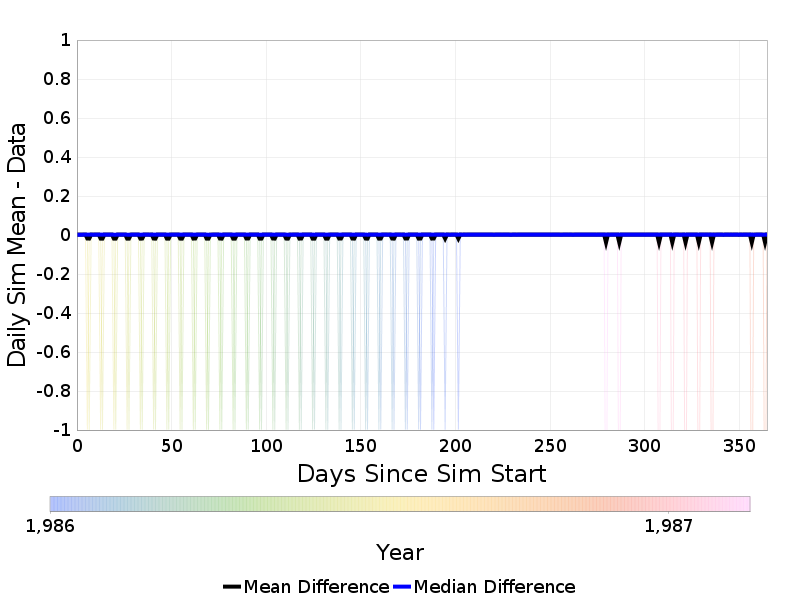 1
0.8
0.6
0.4
0.2
0
-0.2
-0.4
-0.6
-0.8
-1
Daily Sim Mean - Data
0 50 100 150 200 250 300 350
Days Since Sim Start
1,986 1,987
Year
Mean Difference Median Difference